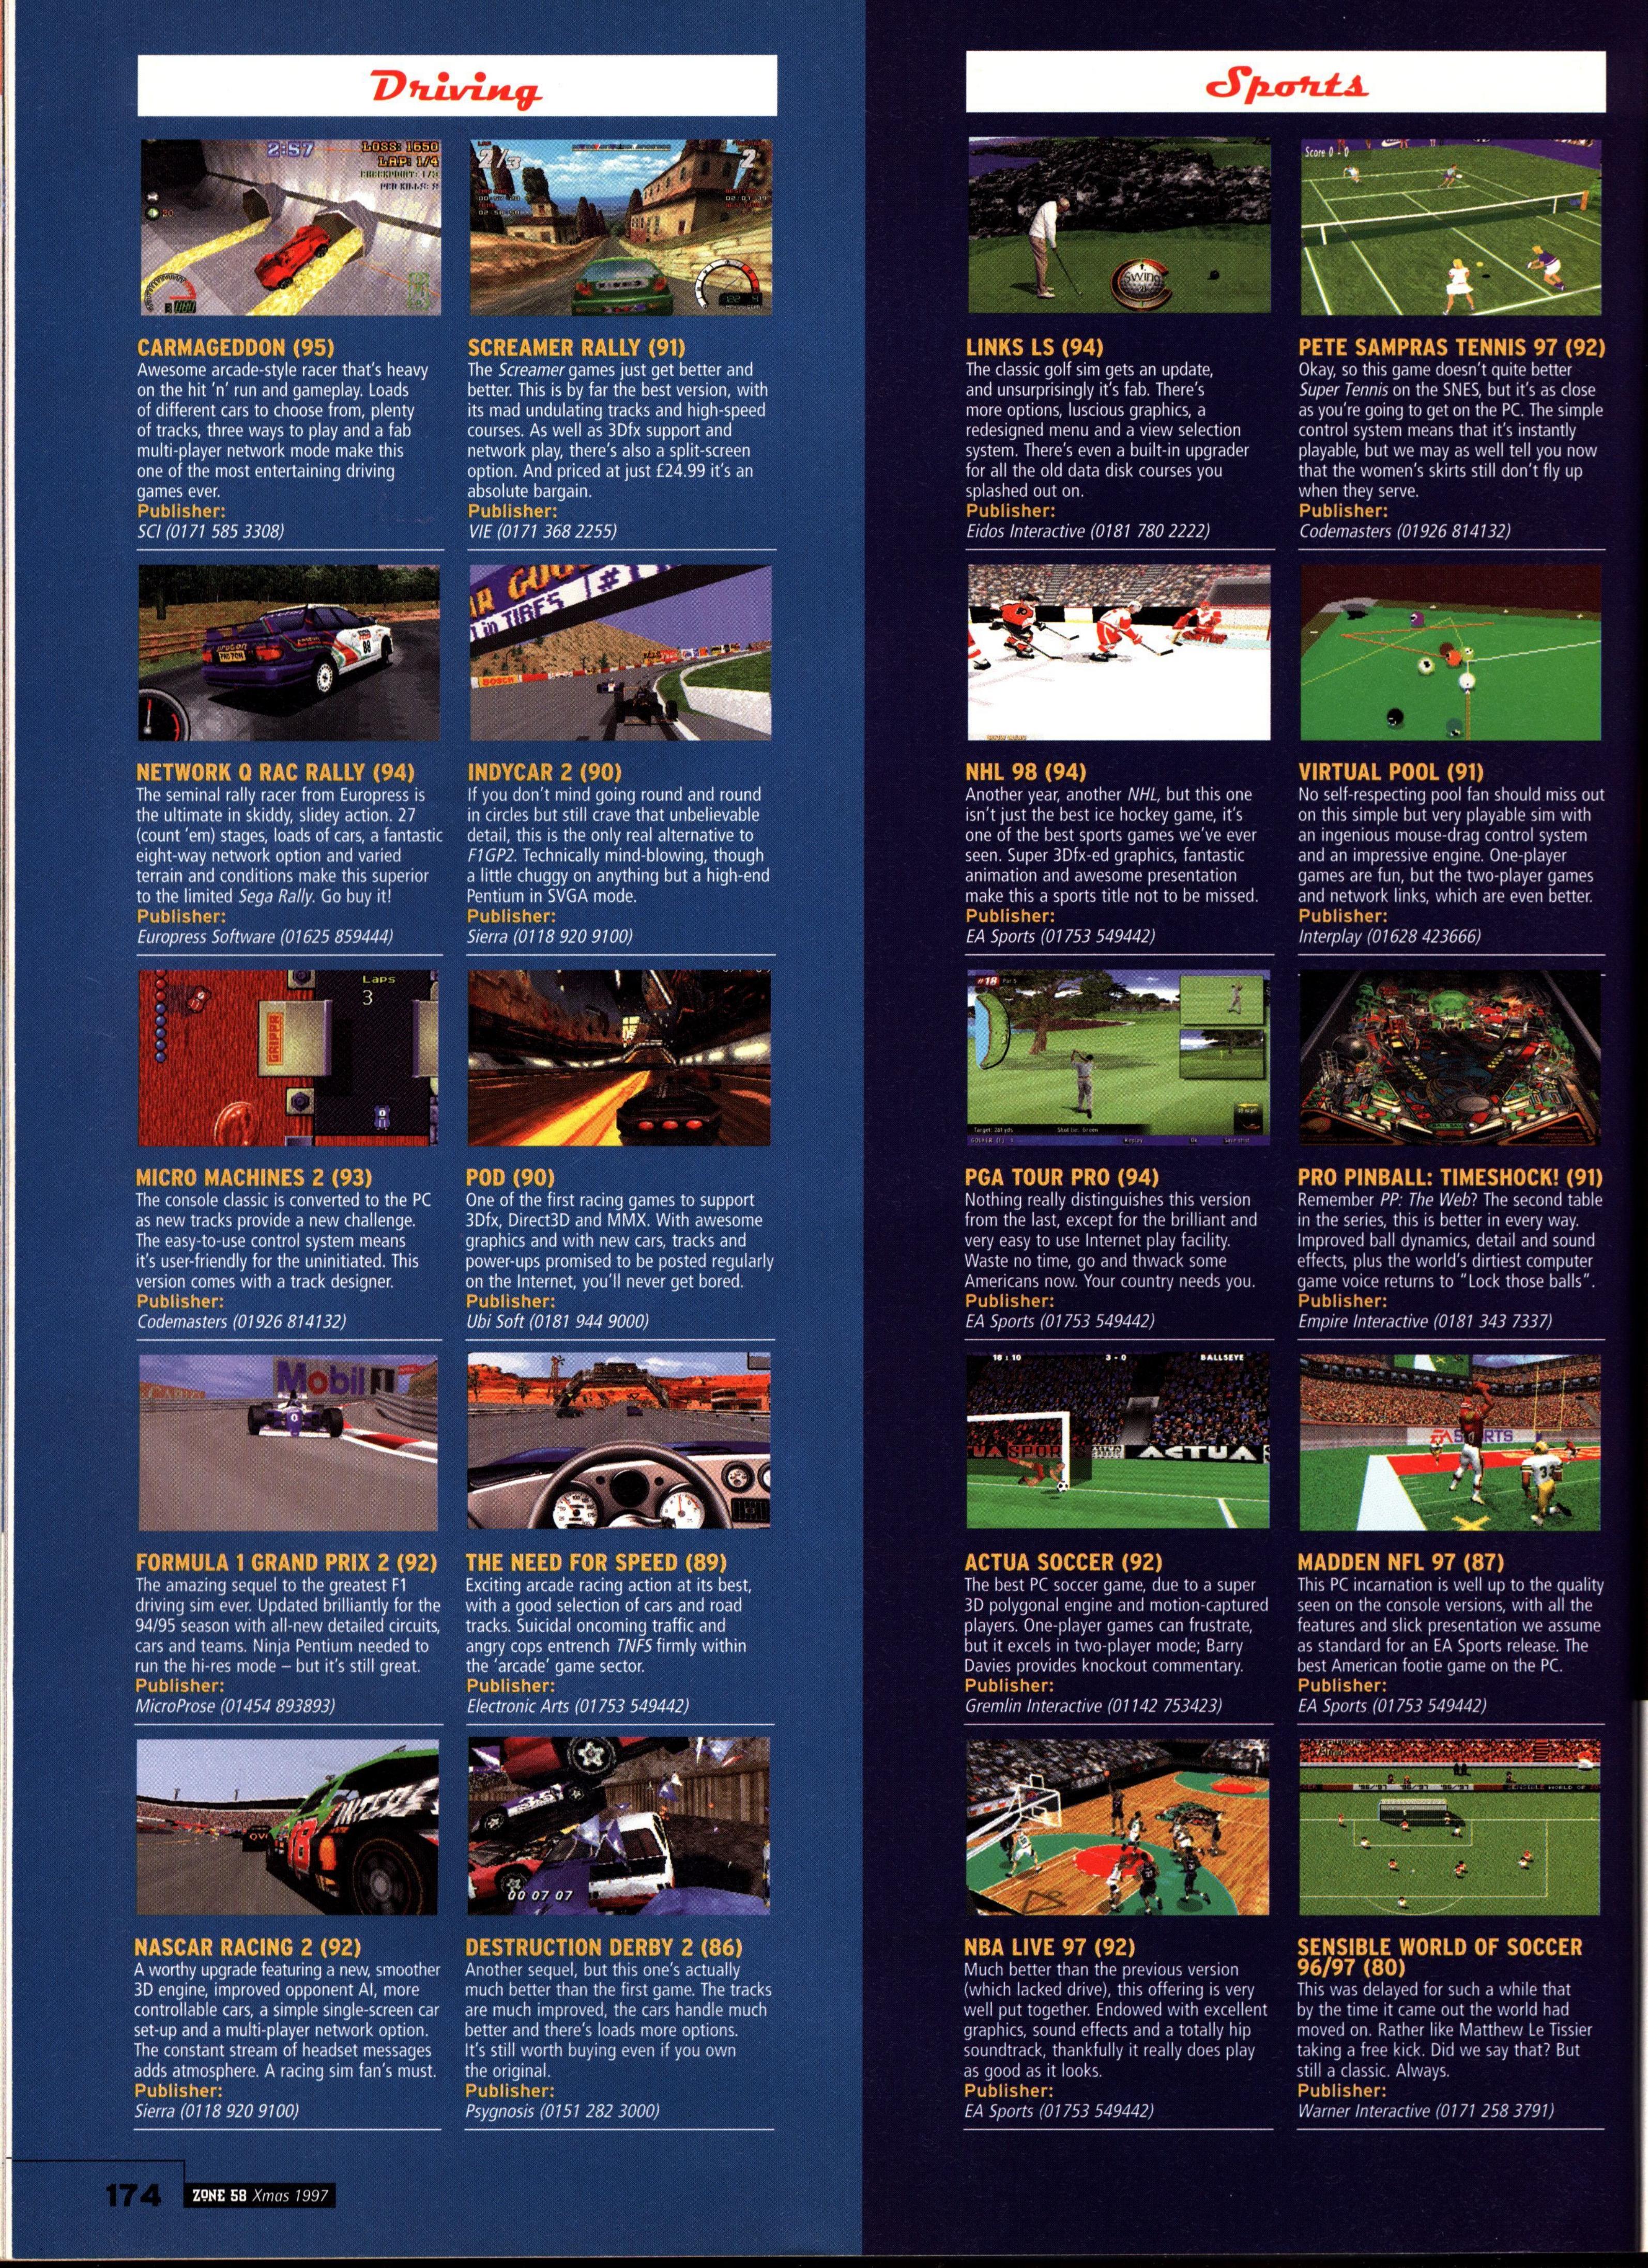 Driving
2:57
LOSS: 1650
LAP: 1/4
CHECKPOINT: 1/3
20
2/3
2
CARMAGEDDON (95)
Awesome arcade-style racer that's heavy
on the hit 'n' run and gameplay. Loads
of different cars to choose from, plenty
of tracks, three ways to play and a fab
multi-player network mode make this
one of the most entertaining driving
games ever.
Publisher:
SCI (0171 585 3308)
SCREAMER RALLY (91)
The Screamer games just get better and
better. This is by far the best version, with
its mad undulating tracks and high-speed
courses. As well as 3Dfx support and
network play, there's also a split-screen
option. And priced at just £24.99 it's an
absolute bargain.
Publisher:
VIE (0171 368 2255)
BOSCH
NETWORK Q RAC RALLY (94)
The seminal rally racer from Europress is
the ultimate in skiddy, slidey action. 27
(count 'em) stages, loads of cars, a fantastic
eight-way network option and varied
terrain and conditions make this superior
to the limited Sega Rally. Go buy it!
Publisher:
Europress Software (01625 859444)
INDYCAR 2 (90)
If you don't mind going round and round
in circles but still crave that unbelievable
detail, this is the only real alternative to
F1GP2. Technically mind-blowing, though
a little chuggy on anything but a high-end
Pentium in SVGA mode.
Publisher:
Sierra (0118 920 9100)
Laps
3
GRIPPA
MICRO MACHINES 2 (93)
The console classic is converted to the PC
as new tracks provide a new challenge.
The easy-to-use control system means
it's user-friendly for the uninitiated. This
version comes with a track designer.
Publisher:
Codemasters (01926 814132)
POD (90)
One of the first racing games to support
3Dfx, Direct3D and MMX. With awesome
graphics and with new cars, tracks and
power-ups promised to be posted regularly
on the Internet, you'll never get bored.
Publisher:
Ubi Soft (0181 944 9000)
Mobil 1
FORMULA 1 GRAND PRIX 2 (92)
The amazing sequel to the greatest F1
driving sim ever. Updated brilliantly for the
94/95 season with all-new detailed circuits,
cars and teams. Ninja Pentium needed to
run the hi-res mode – but it's still great.
Publisher:
MicroProse (01454 893893)
THE NEED FOR SPEED (89)
Exciting arcade racing action at its best,
with a good selection of cars and road
tracks. Suicidal oncoming traffic and
angry cops entrench TNFS firmly within
the 'arcade' game sector.
Publisher:
Electronic Arts (01753 549442)
00 07 07
NASCAR RACING 2 (92)
A worthy upgrade featuring a new, smoother
3D engine, improved opponent AI, more
controllable cars, a simple single-screen car
set-up and a multi-player network option.
The constant stream of headset messages
adds atmosphere. A racing sim fan's must.
Publisher:
Sierra (0118 920 9100)
DESTRUCTION DERBY 2 (86)
Another sequel, but this one's actually
much better than the first game. The tracks
are much improved, the cars handle much
better and there's loads more options.
It's still worth buying even if you own
the original.
Publisher:
Psygnosis (0151 282 3000)
Sports
Swing
Score 0 - 0
LINKS LS (94)
The classic golf sim gets an update,
and unsurprisingly it's fab. There's
more options, luscious graphics, a
redesigned menu and a view selection
system. There's even a built-in upgrader
for all the old data disk courses you
splashed out on.
Publisher:
Eidos Interactive (0181 780 2222)
PETE SAMPRAS TENNIS 97 (92)
Okay, so this game doesn't quite better
Super Tennis on the SNES, but it's as close
as you're going to get on the PC. The simple
control system means that it's instantly
playable, but we may as well tell you now
that the women's skirts still don't fly up
when they serve.
Publisher:
Codemasters (01926 814132)
NHL 98 (94)
Another year, another NHL, but this one
isn't just the best ice hockey game, it's
one of the best sports games we've ever
seen. Super 3Dfx-ed graphics, fantastic
animation and awesome presentation
make this a sports title not to be missed.
Publisher:
EA Sports (01753 549442)
VIRTUAL POOL (91)
No self-respecting pool fan should miss out
on this simple but very playable sim with
an ingenious mouse-drag control system
and an impressive engine. One-player
games are fun, but the two-player games
and network links, which are even better.
Publisher:
Interplay (01628 423666)
#18
PGA TOUR PRO (94)
Nothing really distinguishes this version
from the last, except for the brilliant and
very easy to use Internet play facility.
Waste no time, go and thwack some
Americans now. Your country needs you.
Publisher:
EA Sports (01753 549442)
PRO PINBALL: TIMESHOCK! (91)
Remember PP: The Web? The second table
in the series, this is better in every way.
Improved ball dynamics, detail and sound
effects, plus the world's dirtiest computer
game voice returns to "Lock those balls".
Publisher:
Empire Interactive (0181 343 7337)
18 : 10
3 - 0
BALLSEYE
UA SPOR
ACTUA
EA SPORTS
ACTUA SOCCER (92)
The best PC soccer game, due to a super
3D polygonal engine and motion-captured
players. One-player games can frustrate,
but it excels in two-player mode; Barry
Davies provides knockout commentary.
Publisher:
Gremlin Interactive (01142 753423)
MADDEN NFL 97 (87)
This PC incarnation is well up to the quality
seen on the console versions, with all the
features and slick presentation we assume
as standard for an EA Sports release. The
best American footie game on the PC.
Publisher:
EA Sports (01753 549442)
NBA LIVE 97 (92)
Much better than the previous version
(which lacked drive), this offering is very
well put together. Endowed with excellent
graphics, sound effects and a totally hip
soundtrack, thankfully it really does play
as good as it looks.
Publisher:
EA Sports (01753 549442)
SENSIBLE WORLD OF SOCCER
96/97 (80)
This was delayed for such a while that
by the time it came out the world had
moved on. Rather like Matthew Le Tissier
taking a free kick. Did we say that? But
still a classic. Always.
Publisher:
Warner Interactive (0171 258 3791)
174
ZONE 58 Xmas 1997